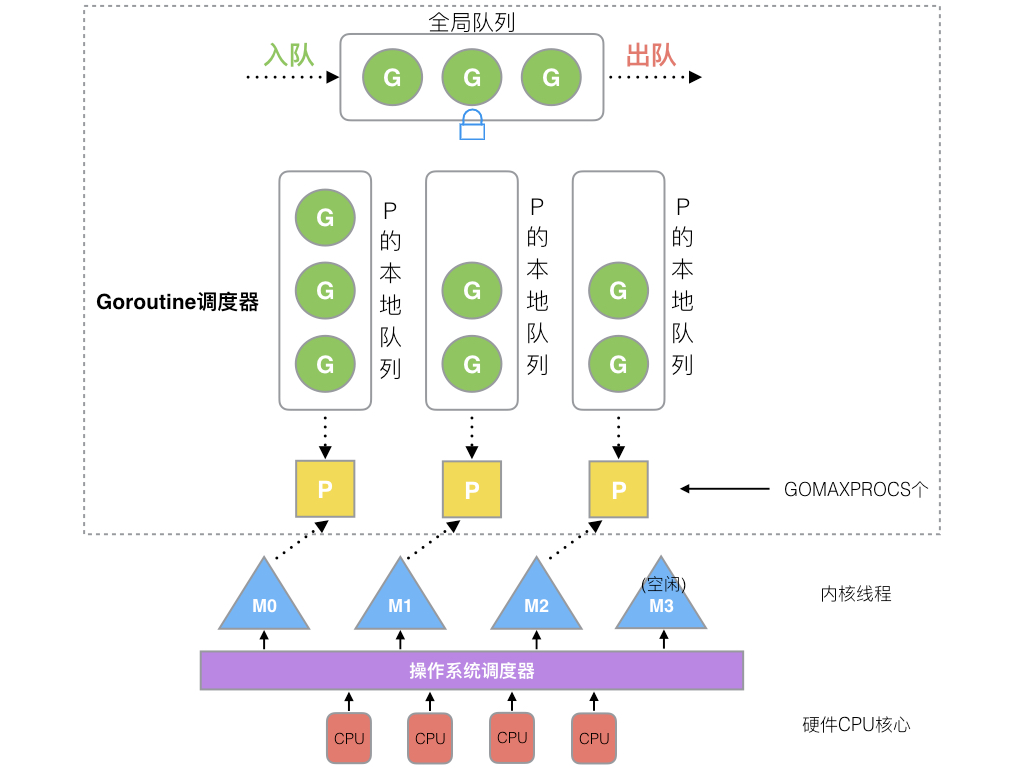 全局队列
入队
出队
G G G
G
P的本地队列
P的本地队列
P的本地队列
G G G
Goroutine调度器
G G G
P P P
GOMAXPROCS个
(空闲)
M0 M1 M2 M3
内核线程
操作系统调度器
CPU CPU CPU CPU
硬件CPU核心